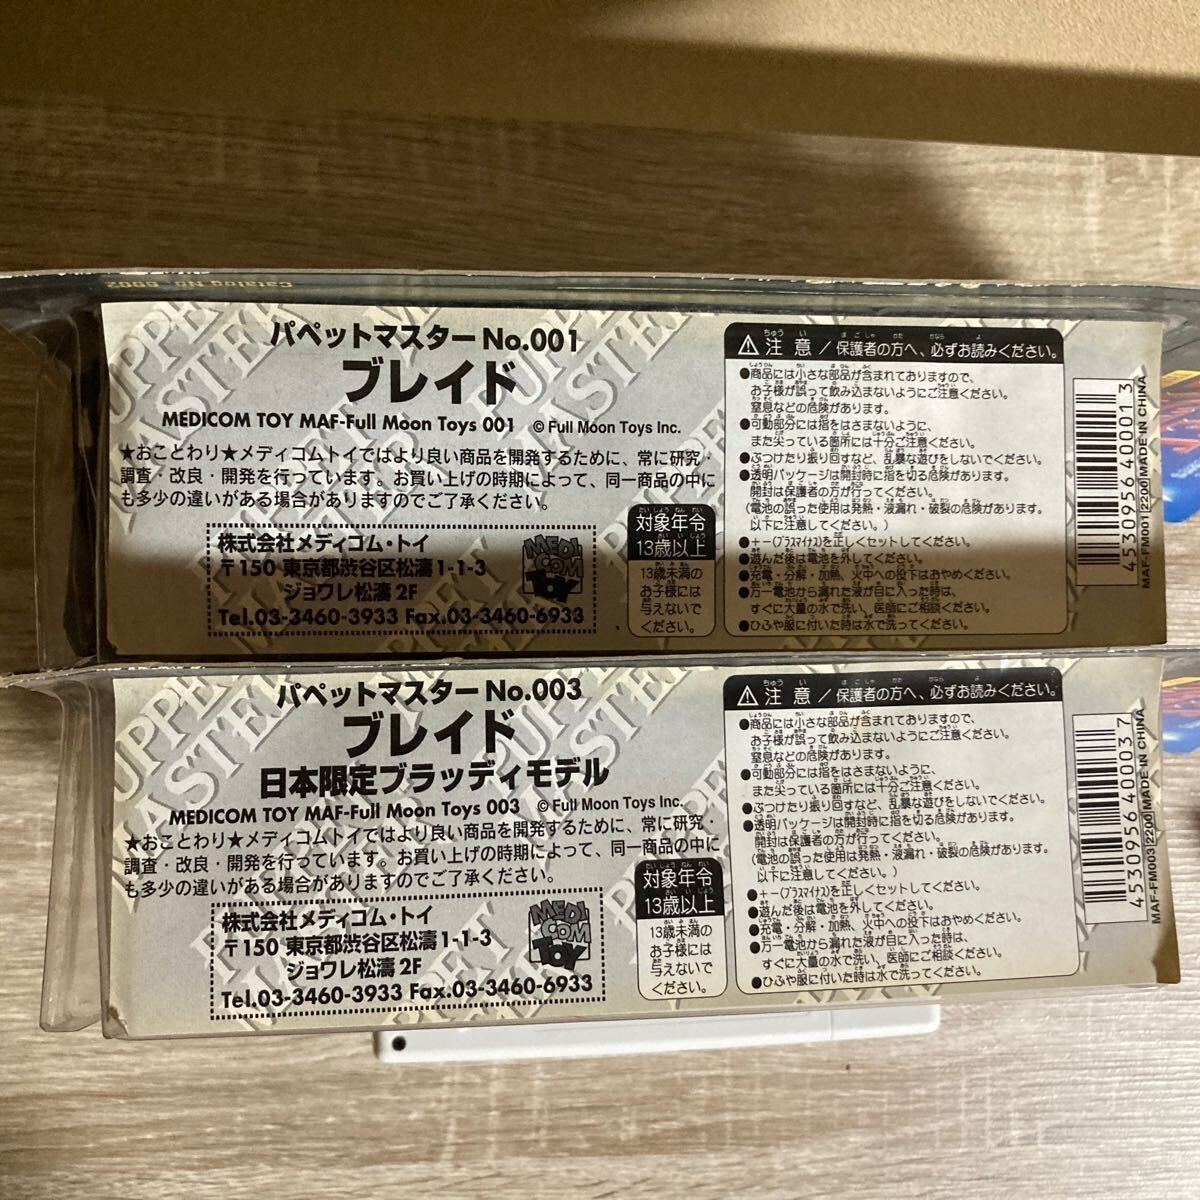 Catalog No. 6002
パペットマスター No.001
ブレイド
MEDICOM TOY MAF-Full Moon Toys 001 © Full Moon Toys Inc.
★おことわり★メディコムトイではより良い商品を開発するために、常に研究・
調査・改良・開発を行っています。お買い上げの時期によって、同一商品の中に
も多少の違いがある場合がありますのでご了承ください。
株式会社メディコム・トイ
〒150 東京都渋谷区松濤1-1-3
ジョワレ松濤 2F
Tel.03-3460-3933 Fax.03-3460-6933
MEDI
COM
TOY
対象年令
13歳以上
13歳未満の
お子様には
与えないで
ください。
⚠ 注意/保護者の方へ、必ずお読みください。
●商品には小さな部品が含まれておりますので、
お子様が誤って飲み込まないようにご注意ください。
窒息などの危険があります。
●可動部分には指をはさまないように、
また尖っている箇所には十分ご注意ください。
●ぶつけたり振り回すなど、乱暴な遊びをしないでください。
●透明パッケージは開封時に指を切る危険があります。
開封は保護者の方が行ってください。
(電池の誤った使用は発熱・液漏れ・破裂の危険があります。
以下に注意してください。)
●+−(プラスマイナス)を正しくセットしてください。
●遊んだ後は電池を外してください。
●充電・分解・加熱、火中への投下はおやめください。
●万一電池から漏れた液が目に入った時は、
すぐに大量の水で洗い、医師にご相談ください。
●ひふや服に付いた時は水で洗ってください。
4 530956 400013
MAF-FM001 2200 MADE IN CHINA
パペットマスター No.003
ブレイド
日本限定ブラッディモデル
MEDICOM TOY MAF-Full Moon Toys 003 © Full Moon Toys Inc.
★おことわり★メディコムトイではより良い商品を開発するために、常に研究・
調査・改良・開発を行っています。お買い上げの時期によって、同一商品の中に
も多少の違いがある場合がありますのでご了承ください。
株式会社メディコム・トイ
〒150 東京都渋谷区松濤1-1-3
ジョワレ松濤 2F
Tel.03-3460-3933 Fax.03-3460-6933
MEDI
COM
TOY
対象年令
13歳以上
13歳未満の
お子様には
与えないで
ください。
⚠ 注意/保護者の方へ、必ずお読みください。
●商品には小さな部品が含まれておりますので、
お子様が誤って飲み込まないようにご注意ください。
窒息などの危険があります。
●可動部分には指をはさまないように、
また尖っている箇所には十分ご注意ください。
●ぶつけたり振り回すなど、乱暴な遊びをしないでください。
●透明パッケージは開封時に指を切る危険があります。
開封は保護者の方が行ってください。
(電池の誤った使用は発熱・液漏れ・破裂の危険があります。
以下に注意してください。)
●+−(プラスマイナス)を正しくセットしてください。
●遊んだ後は電池を外してください。
●充電・分解・加熱、火中への投下はおやめください。
●万一電池から漏れた液が目に入った時は、
すぐに大量の水で洗い、医師にご相談ください。
●ひふや服に付いた時は水で洗ってください。
4 530956 400037
MAF-FM003 2200 MADE IN CHINA